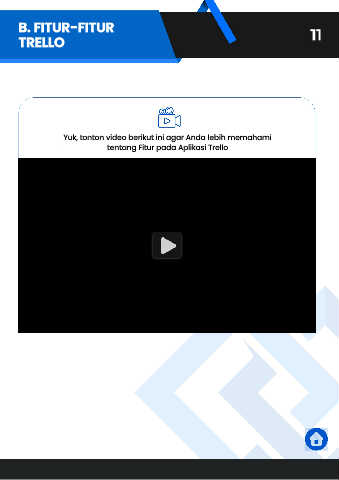 B. FITUR-FITUR
TRELLO
11
Yuk, tonton video berikut ini agar Anda lebih memahami
tentang Fitur pada Aplikasi Trello